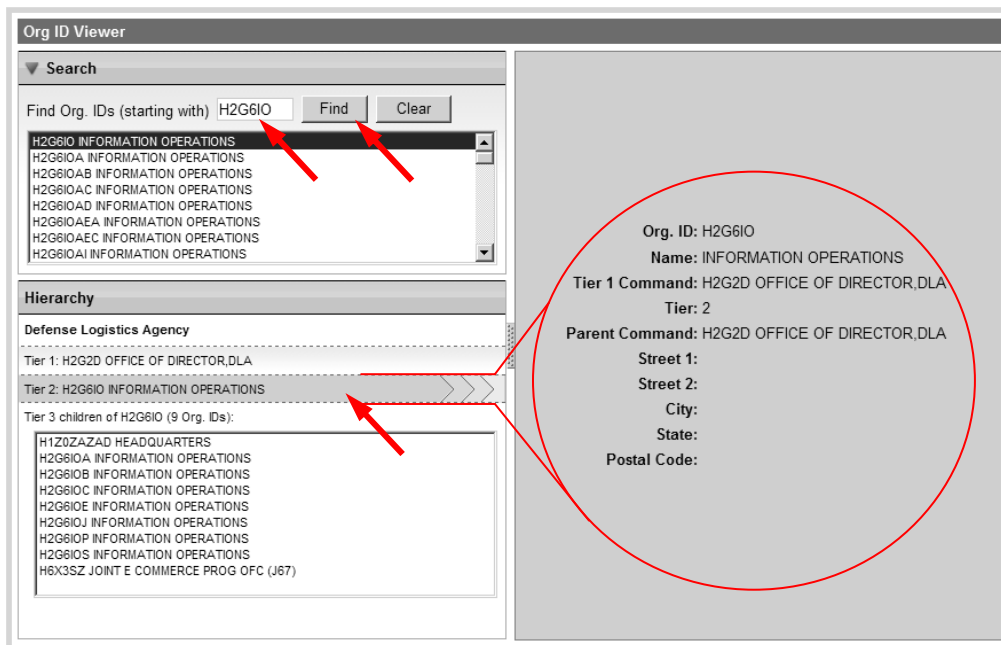 Org ID Viewer
Search
Find Org. IDs (starting with) H2G6IO Find Clear
H2G6IO INFORMATION OPERATIONS
H2G6IOA INFORMATION OPERATIONS
H2G6IOAB INFORMATION OPERATIONS
H2G6IOAC INFORMATION OPERATIONS
H2G6IOAD INFORMATION OPERATIONS
H2G6IOAEA INFORMATION OPERATIONS
H2G6IOAEC INFORMATION OPERATIONS
H2G6IOAI INFORMATION OPERATIONS
Hierarchy
Defense Logistics Agency
Tier 1: H2G2D OFFICE OF DIRECTOR,DLA
Tier 2: H2G6IO INFORMATION OPERATIONS
Tier 3 children of H2G6IO (9 Org. IDs):
H1Z0ZAZAD HEADQUARTERS
H2G6IOA INFORMATION OPERATIONS
H2G6IOB INFORMATION OPERATIONS
H2G6IOC INFORMATION OPERATIONS
H2G6IOE INFORMATION OPERATIONS
H2G6IOJ INFORMATION OPERATIONS
H2G6IOP INFORMATION OPERATIONS
H2G6IOS INFORMATION OPERATIONS
H6X3SZ JOINT E COMMERCE PROG OFC (J67)
Org. ID: H2G6IO
Name: INFORMATION OPERATIONS
Tier 1 Command: H2G2D OFFICE OF DIRECTOR,DLA
Tier: 2
Parent Command: H2G2D OFFICE OF DIRECTOR,DLA
Street 1:
Street 2:
City:
State:
Postal Code: